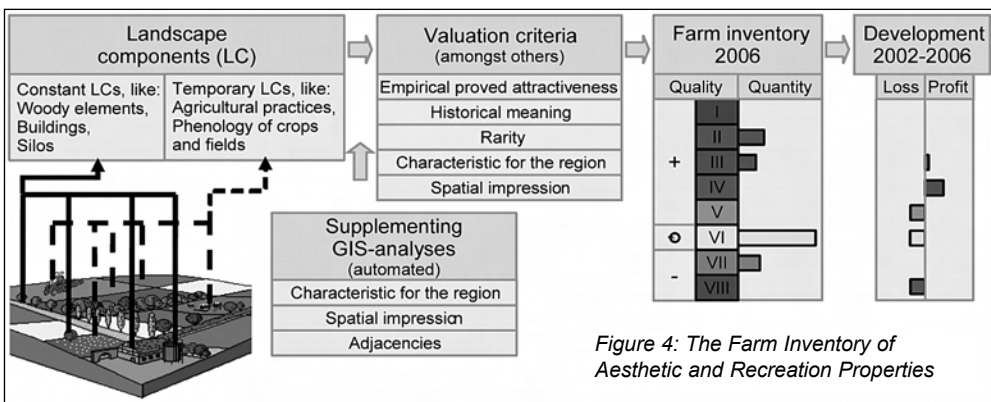 Landscape
components (LC)
Constant LCs, like:
Woody elements,
Buildings,
Silos
Temporary LCs, like:
Agricultural practices,
Phenology of crops
and fields
Valuation criteria
(amongst others)
Empirical proved attractiveness
Historical meaning
Rarity
Characteristic for the region
Spatial impression
Supplementing
GIS-analyses
(automated)
Characteristic for the region
Spatial impression
Adjacencies
Farm inventory
2006
Quality Quantity
I
II
+ III
IV
V
o VI
VII
-
VIII
Development
2002-2006
Loss Profit
Figure 4: The Farm Inventory of
Aesthetic and Recreation Properties